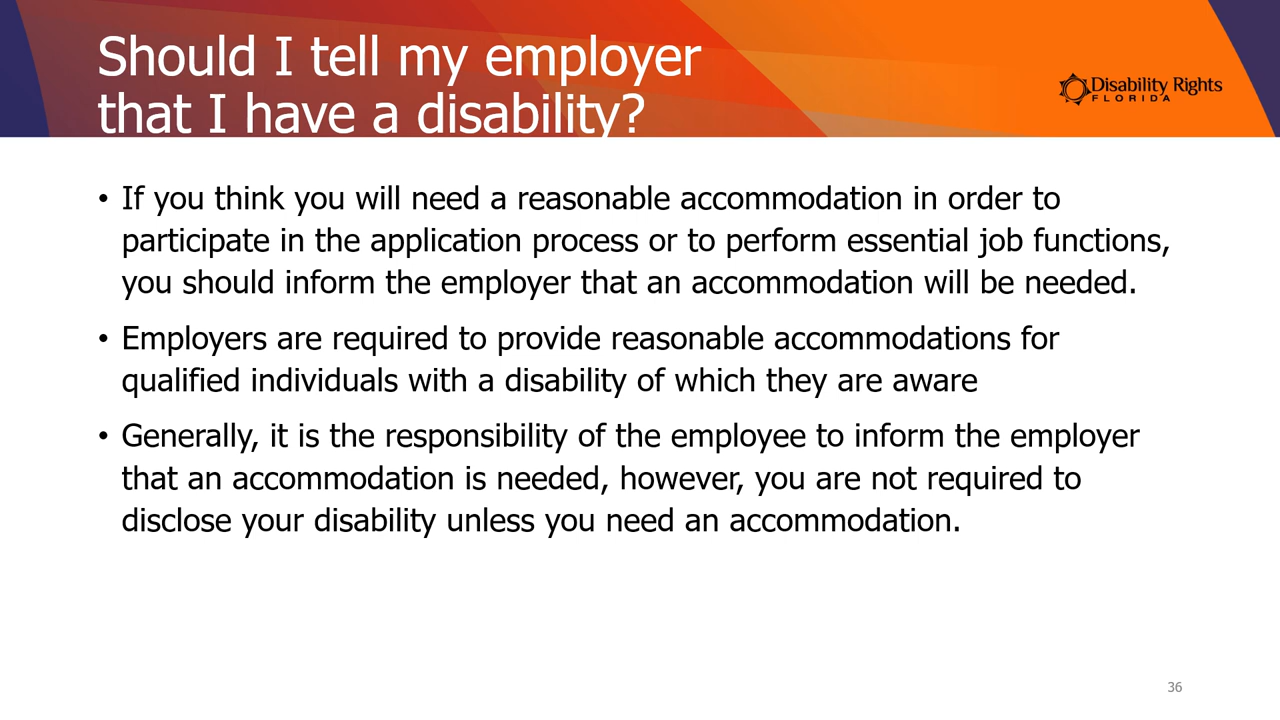 Should I tell my employer
that I have a disability?
Disability Rights
FLORIDA
• If you think you will need a reasonable accommodation in order to
participate in the application process or to perform essential job functions,
you should inform the employer that an accommodation will be needed.
• Employers are required to provide reasonable accommodations for
qualified individuals with a disability of which they are aware
• Generally, it is the responsibility of the employee to inform the employer
that an accommodation is needed, however, you are not required to
disclose your disability unless you need an accommodation.
36